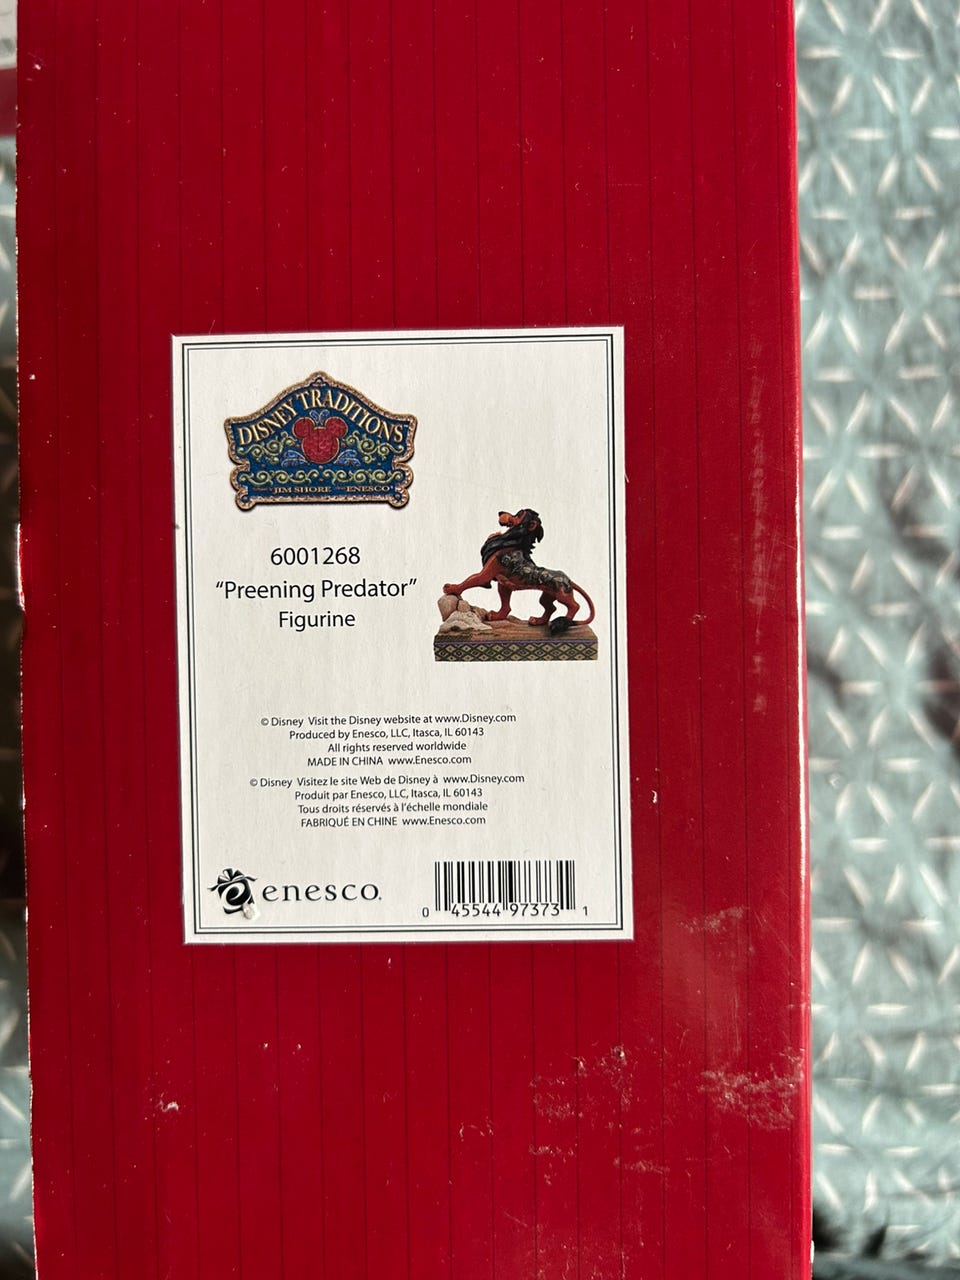 DISNEY TRADITIONS
JIM SHORE ENESCO
6001268
“Preening Predator”
Figurine
© Disney Visit the Disney website at www.Disney.com
Produced by Enesco, LLC, Itasca, IL 60143
All rights reserved worldwide
MADE IN CHINA www.Enesco.com
© Disney Visitez le site Web de Disney à www.Disney.com
Produit par Enesco, LLC, Itasca, IL 60143
Tous droits réservés à l’échelle mondiale
FABRIQUÉ EN CHINE www.Enesco.com
enesco.
0 45544 97373 1